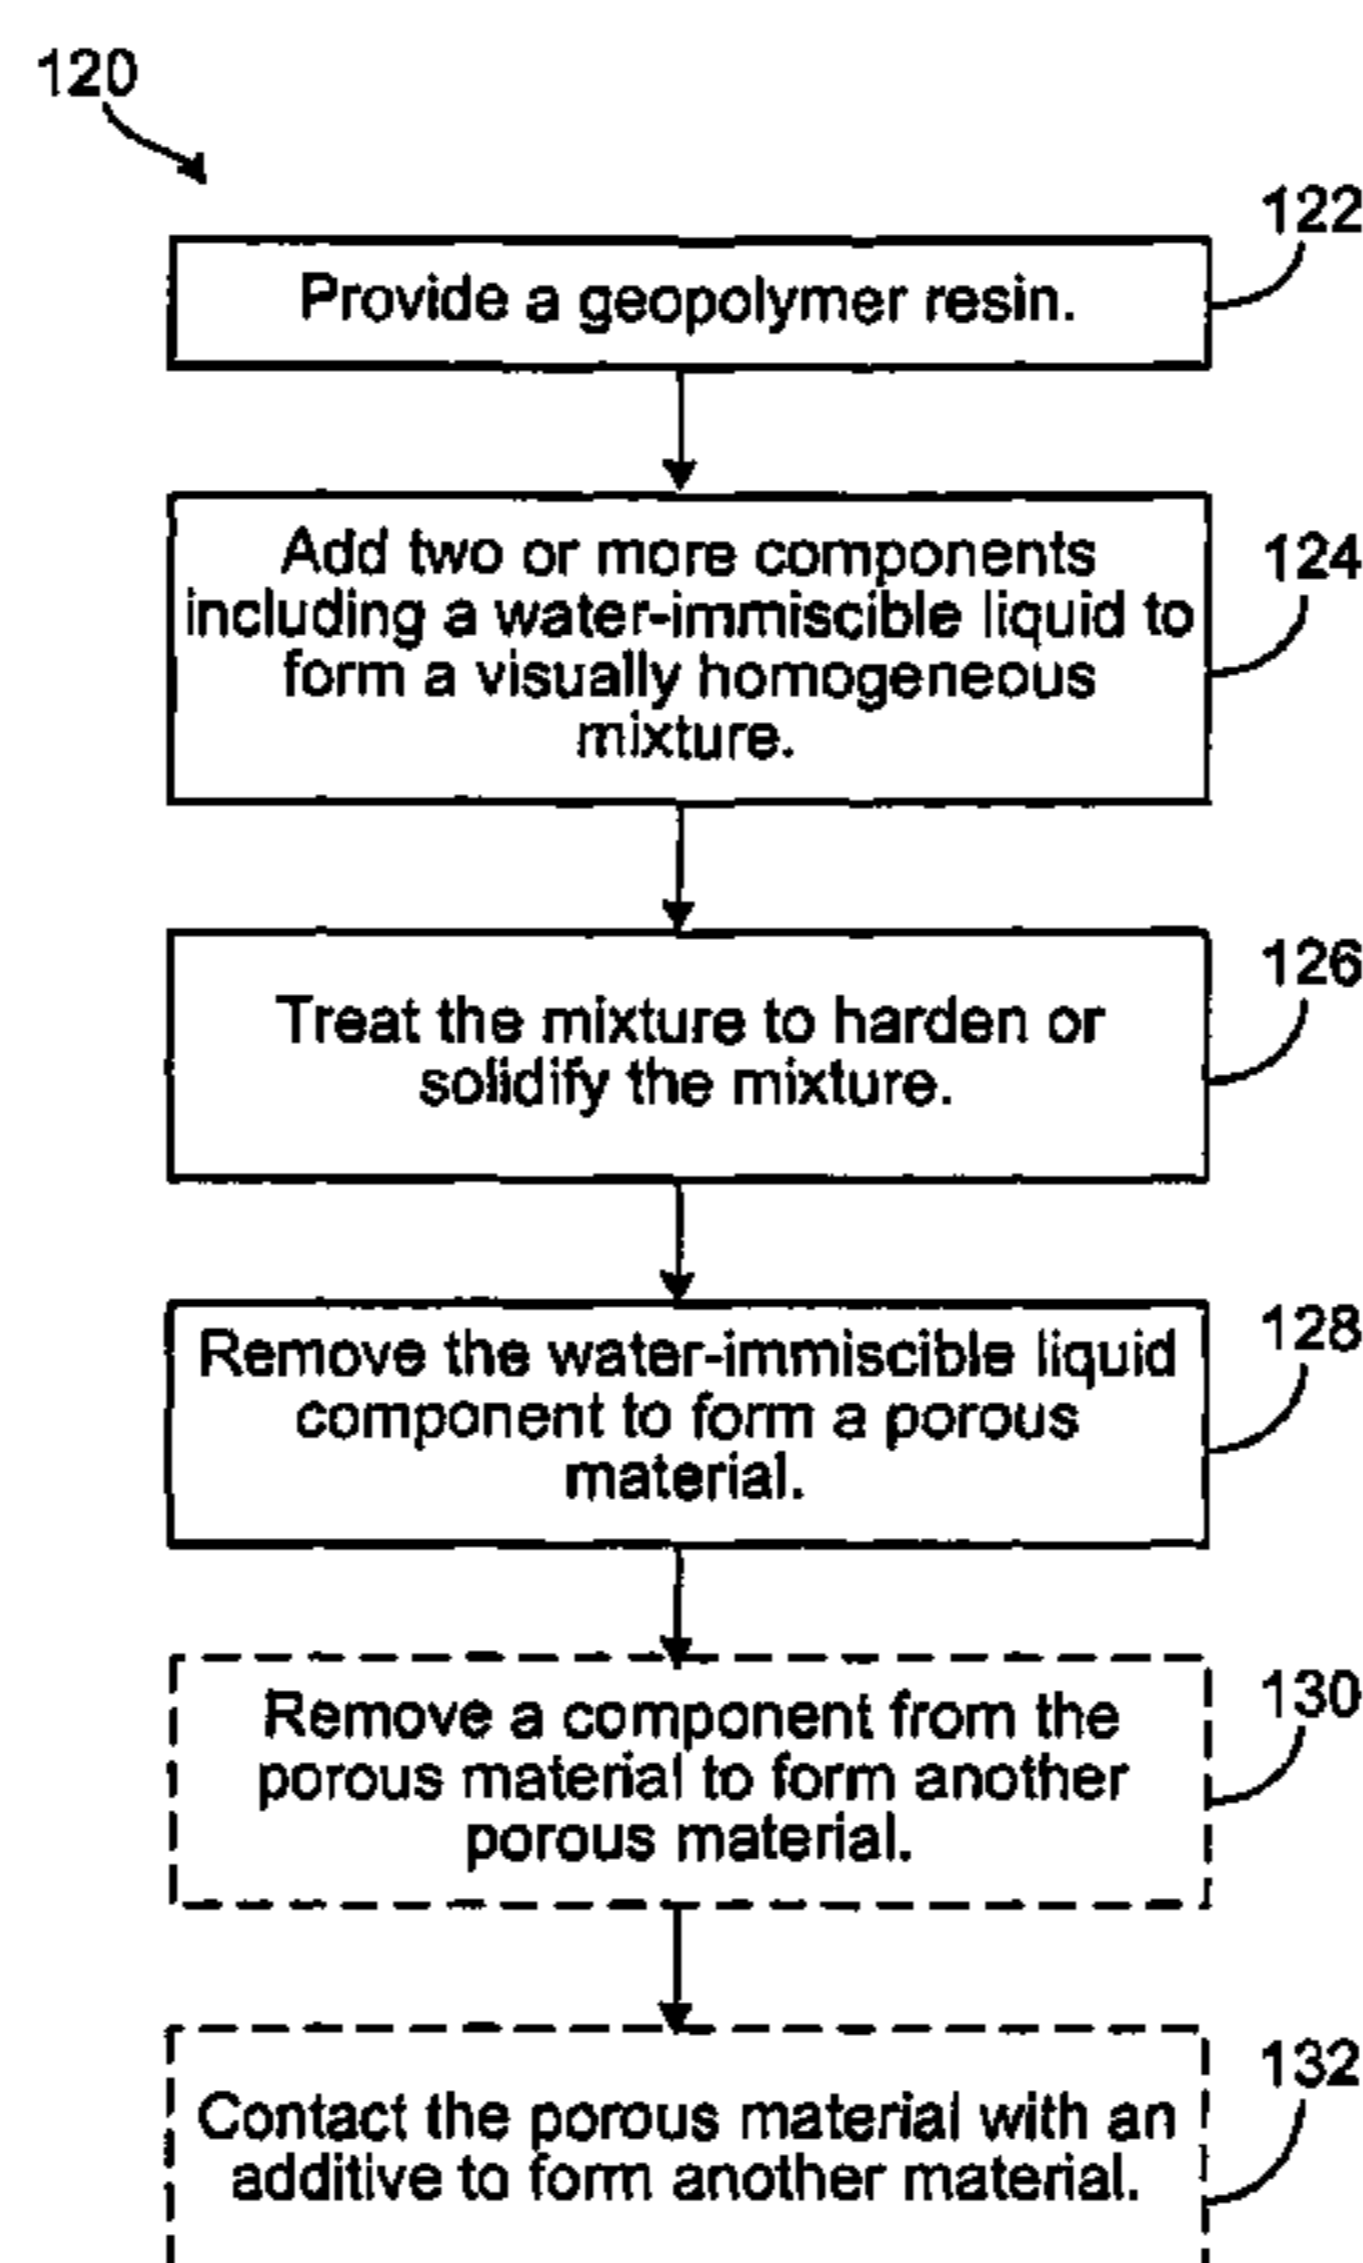 120
122
Provide a geopolymer resin.
124
Add two or more components
including a water-immiscible liquid to
form a visually homogeneous
mixture.
126
Treat the mixture to harden or
solidify the mixture.
128
Remove the water-immiscible liquid
component to form a porous
material.
130
Remove a component from the
porous material to form another
porous material.
132
Contact the porous material with an
additive to form another material.